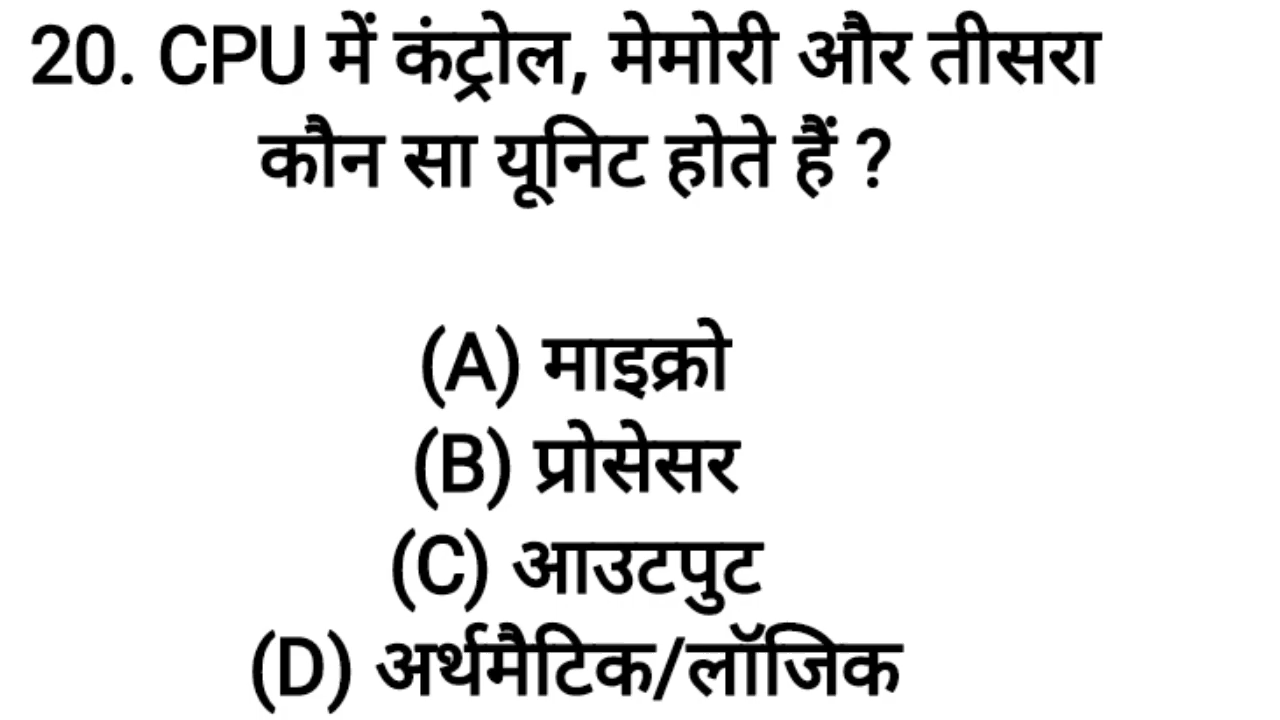 20. CPU में कंट्रोल, मेमोरी और तीसरा
कौन सा यूनिट होते हैं ?
(A) माइक्रो
(B) प्रोसेसर
(C) आउटपुट
(D) अर्थमैटिक/लॉजिक